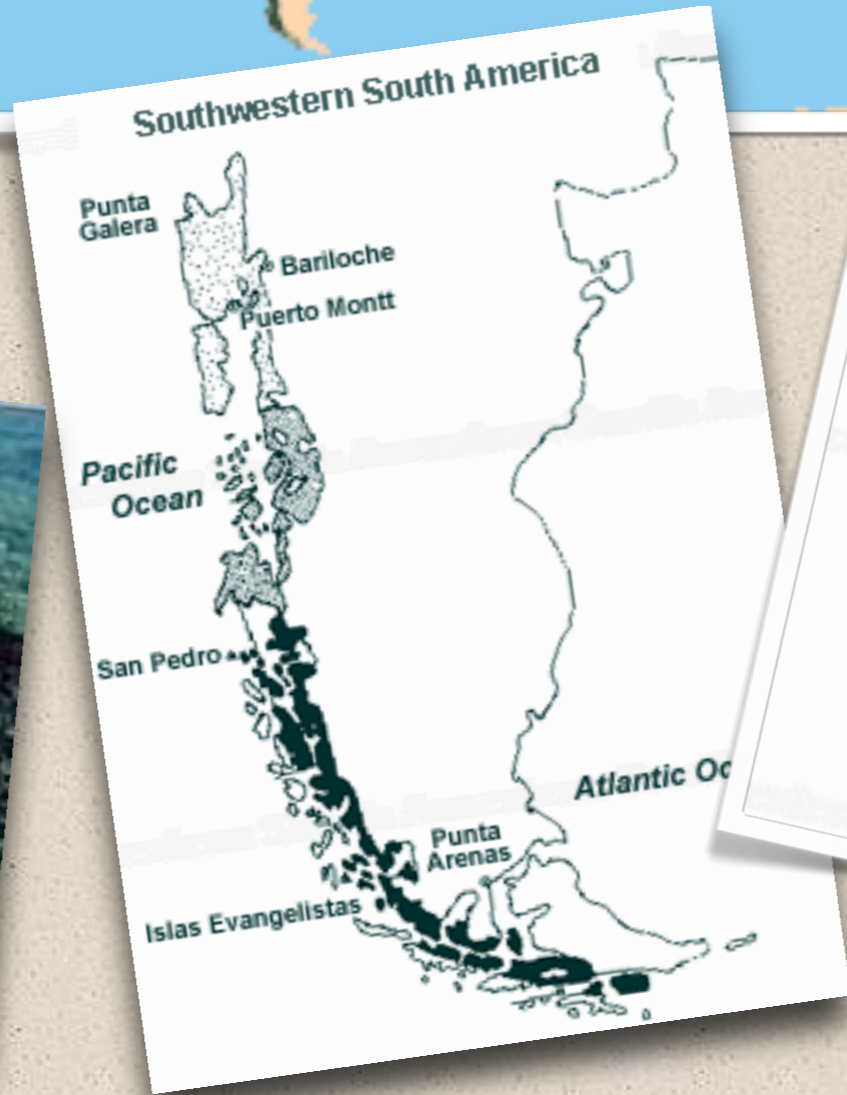 Southwestern South America
Punta
Galera
Bariloche
Puerto Montt
Pacific
Ocean
San Pedro
Atlantic Oc
Punta
Arenas
Islas Evangelistas